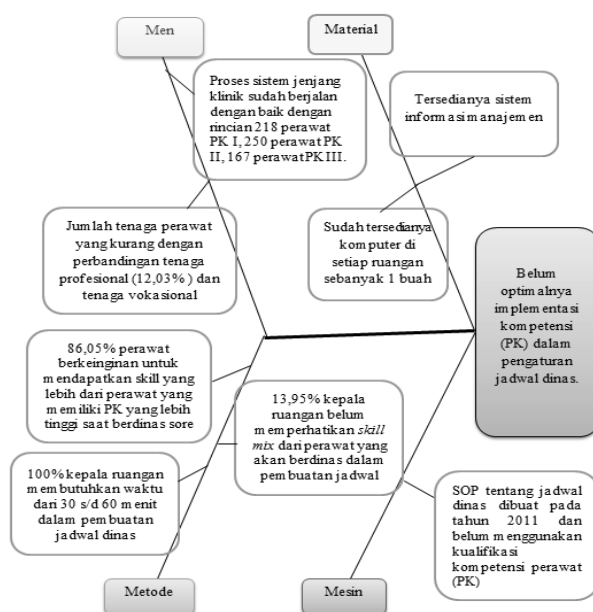 Men
Material
Proses sistem jenjang
klinik sudah berjalan
dengan baik dengan
rincian 218 perawat
PK I, 250 perawat PK
II, 167 perawat PK III.
Tersedianya sistem
informasi manajemen
Jumlah tenaga perawat
yang kurang dengan
perbandingan tenaga
profesional (12,03% ) dan
tenaga vokasional
Sudah tersedianya
komputer di
setiap ruangan
sebanyak 1 buah
Belum
optimalnya
implementasi
kompetensi
(PK) dalam
pengaturan
jadwal dinas.
86,05% perawat
berkeinginan untuk
mendapatkan skill yang
lebih dari perawat yang
memiliki PK yang lebih
tinggi saat berdinas sore
13,95% kepala
ruangan belum
memperhatikan skill
mix dari perawat yang
akan berdinas dalam
pembuatan jadwal
100% kepala ruangan
membutuhkan waktu
dari 30 s/d 60 menit
dalam pembuatan
jadwal dinas
SOP tentang jadwal
dinas dibuat pada
tahun 2011 dan
belum menggunakan
kualifikasi
kompetensi perawat
(PK)
Metode
Mesin